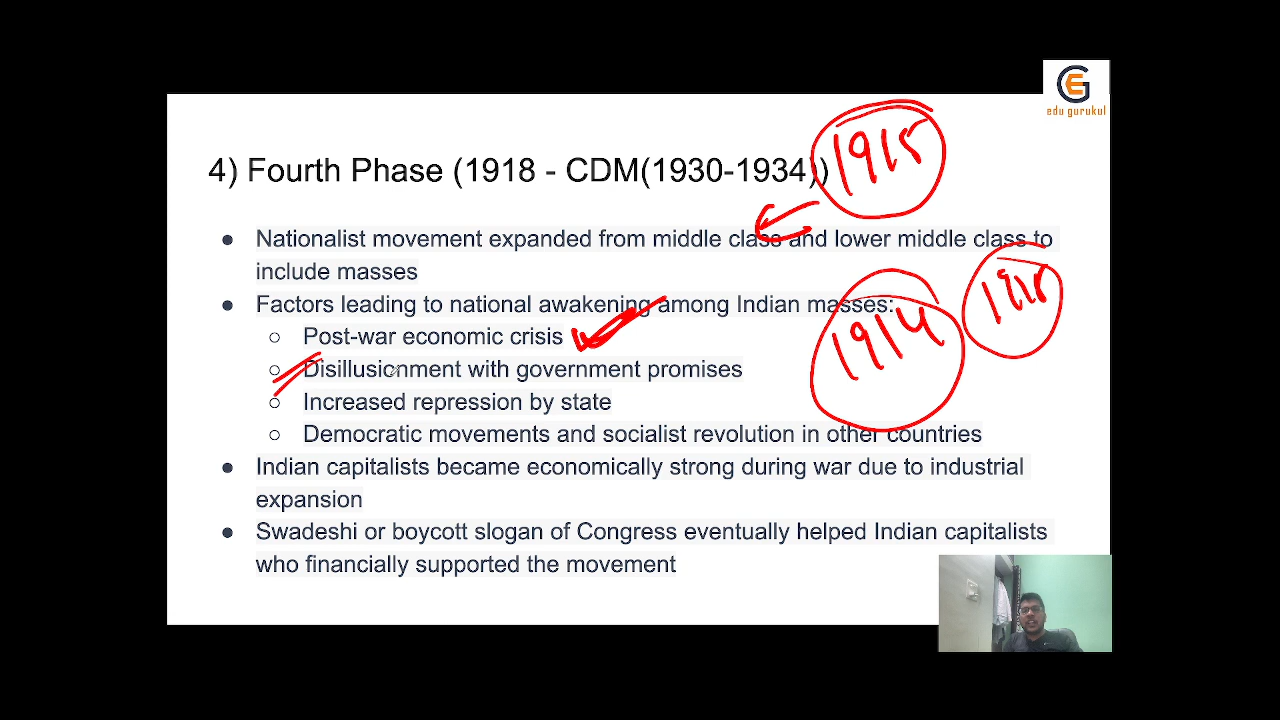 edu gurukul
4) Fourth Phase (1918 - CDM(1930-1934))
1915
● Nationalist movement expanded from middle class and lower middle class to
include masses
● Factors leading to national awakening among Indian masses:
○ Post-war economic crisis
○ Disillusionment with government promises
○ Increased repression by state
○ Democratic movements and socialist revolution in other countries
1914
1918
● Indian capitalists became economically strong during war due to industrial
expansion
● Swadeshi or boycott slogan of Congress eventually helped Indian capitalists
who financially supported the movement